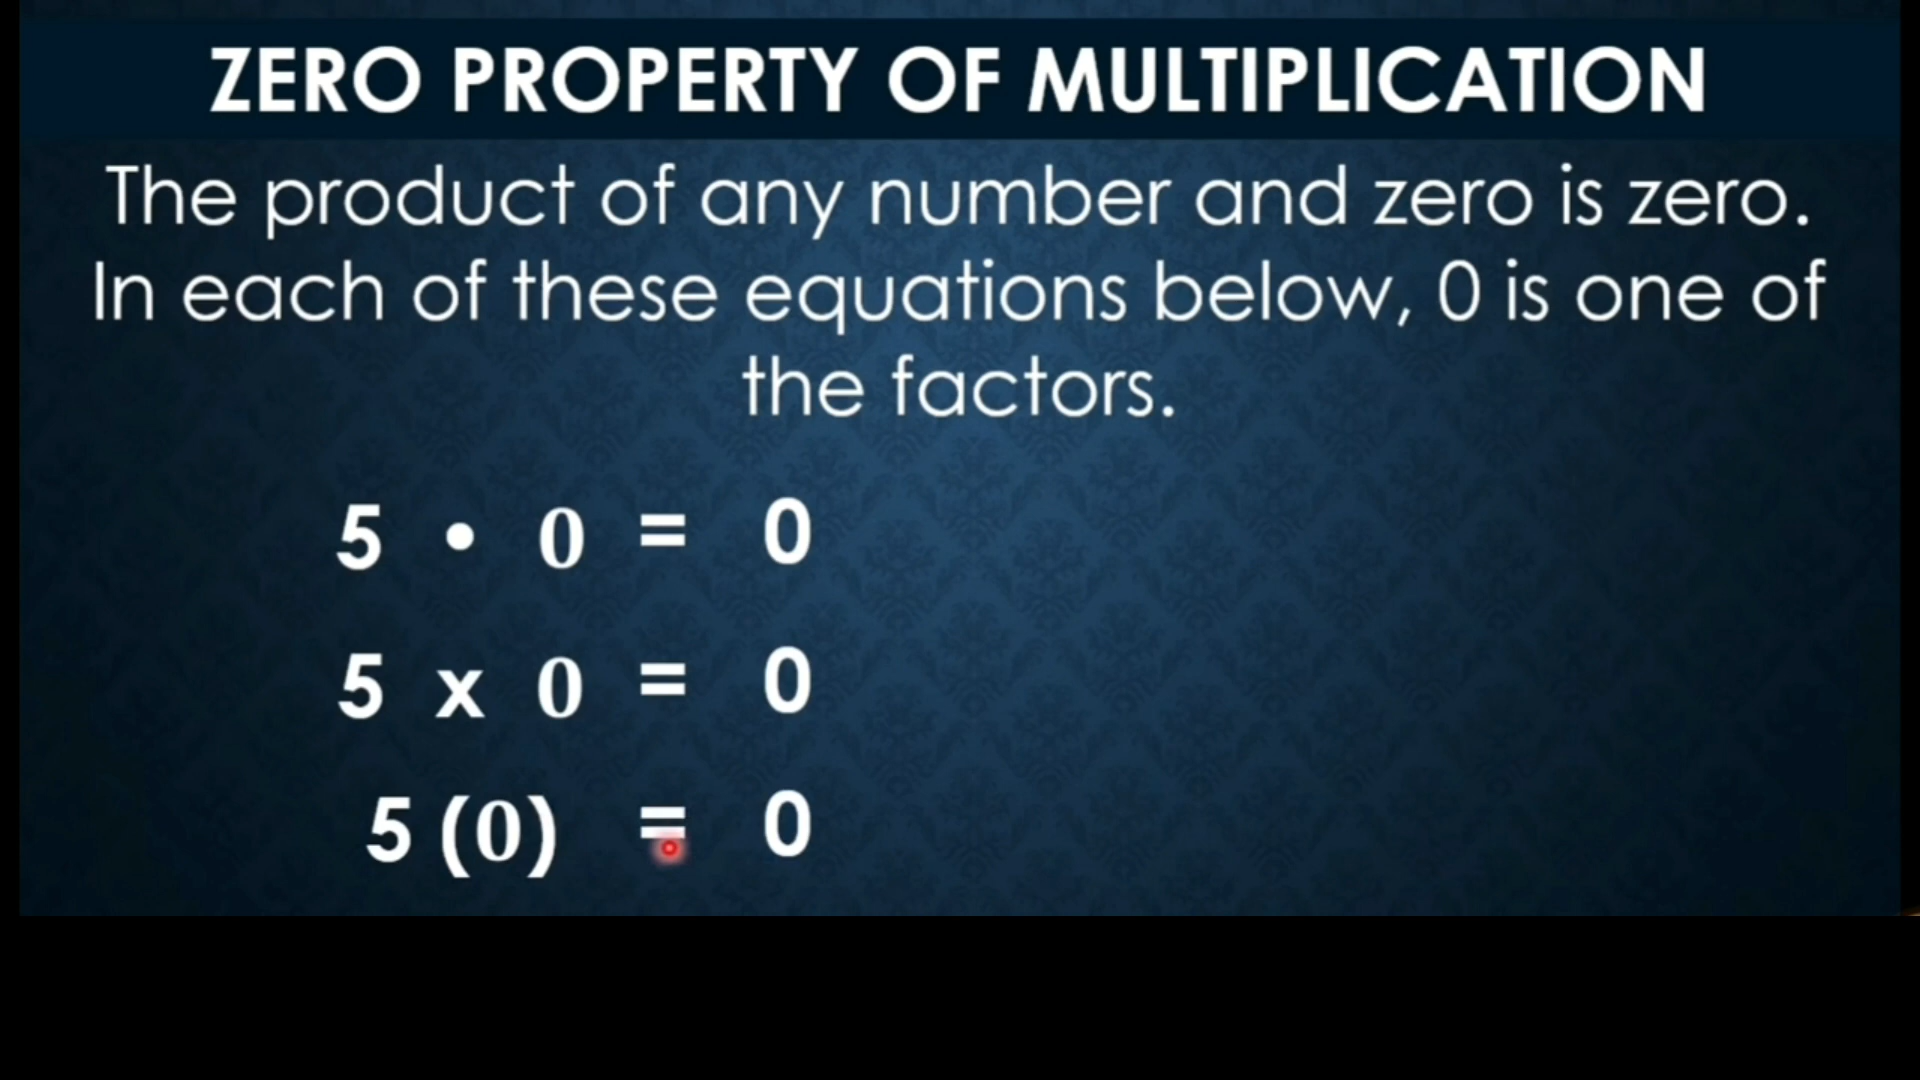 ZERO PROPERTY OF MULTIPLICATION
The product of any number and zero is zero.
In each of these equations below, 0 is one of
the factors.
5 • 0 = 0
5 x 0 = 0
5 (0) = 0